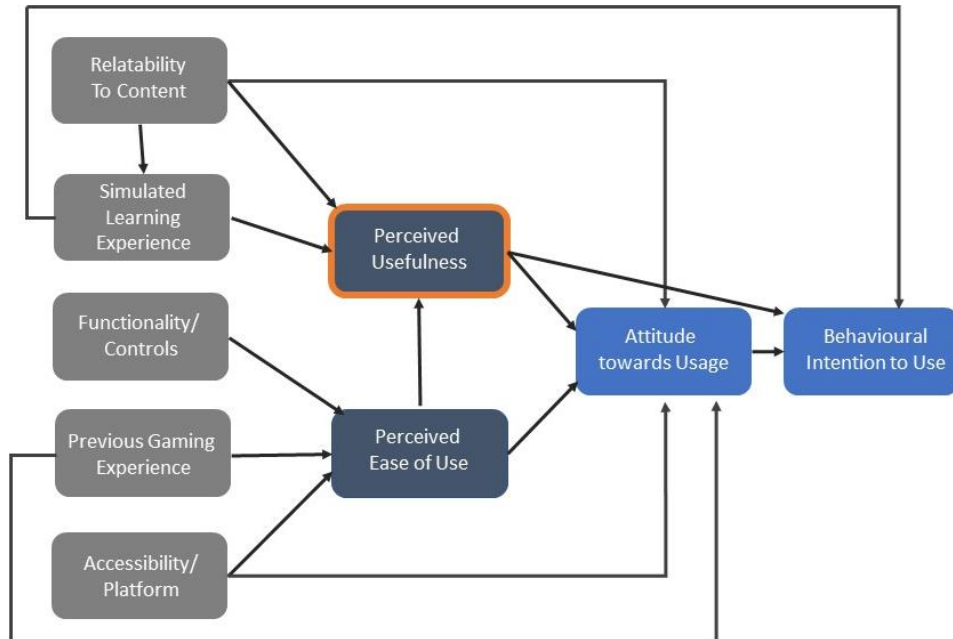 Relatability
To Content
Simulated
Learning
Experience
Perceived
Usefulness
Functionality/
Controls
Attitude
towards Usage
Behavioural
Intention to Use
Previous Gaming
Experience
Perceived
Ease of Use
Accessibility/
Platform